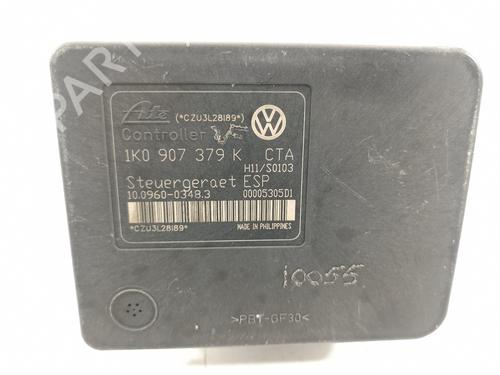 Ate (*CZU3L28I89*)
Controller
1K0 907 379 K CTA
H11/S0103
Steuergeraet ESP
10.0960-0348.3 00005305D1
*CZU3L28I89* MADE IN PHILIPPINES
10055
>PBT-GF30<